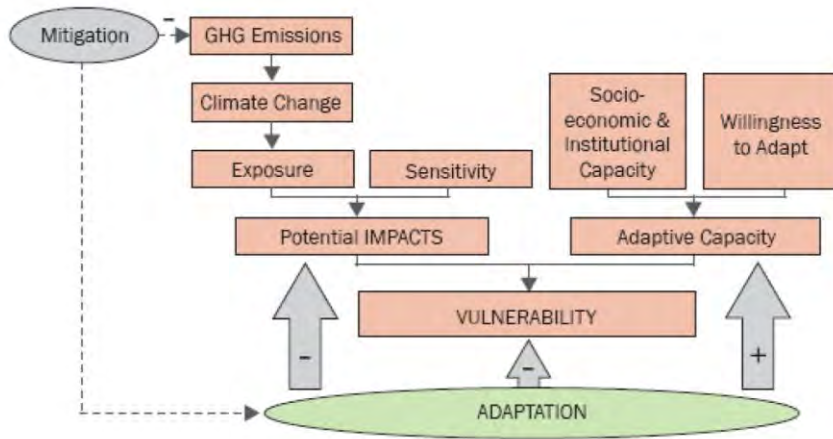 Mitigation
-
GHG Emissions
Climate Change
Exposure
Sensitivity
Socio-
economic &
Institutional
Capacity
Willingness
to Adapt
Potential IMPACTS
Adaptive Capacity
VULNERABILITY
-
-
+
ADAPTATION